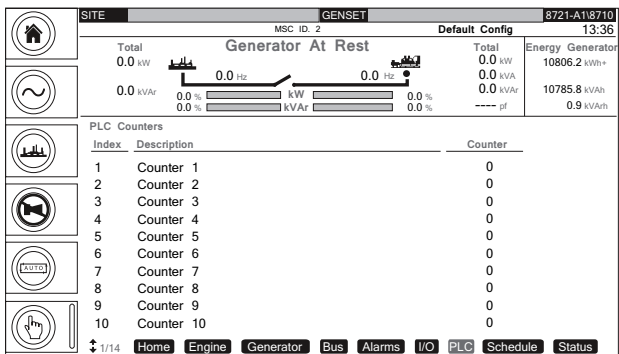 SITE GENSET 8721-A1\8710
MSC ID. 2 Default Config 13:36
Total Generator At Rest Total Energy Generator
0.0 kW 0.0 kW 10806.2 kWh+
0.0 Hz 0.0 Hz 0.0 kVA
0.0 kVAr 0.0 % kW 0.0 % 0.0 kVAr 10785.8 kVAh
0.0 % kVAr 0.0 % ---- pf 0.9 kVArh
PLC Counters
Index Description Counter
1 Counter 1 0
2 Counter 2 0
3 Counter 3 0
4 Counter 4 0
5 Counter 5 0
6 Counter 6 0
7 Counter 7 0
8 Counter 8 0
9 Counter 9 0
10 Counter 10 0
AUTO
1/14 Home Engine Generator Bus Alarms I/O PLC Schedule Status